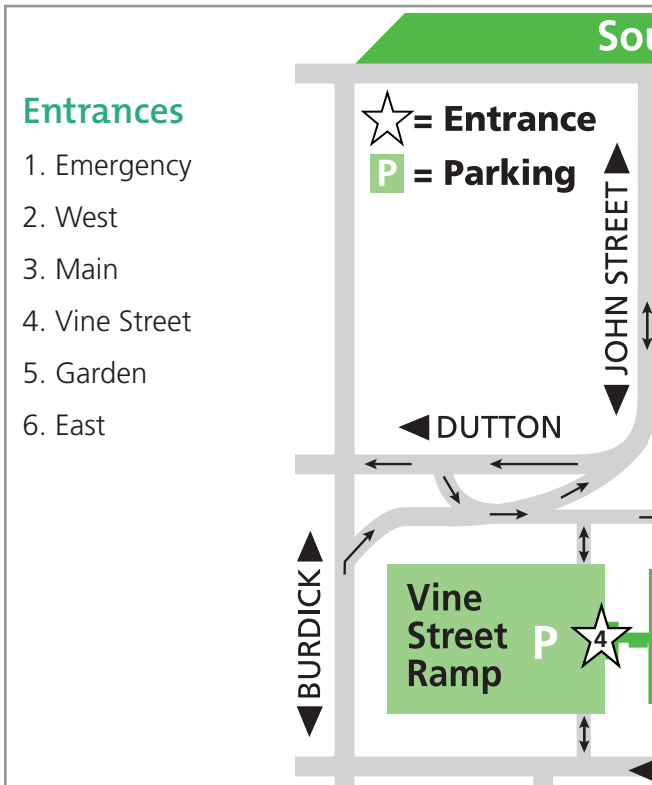 Sou
Entrances
1. Emergency
2. West
3. Main
4. Vine Street
5. Garden
6. East
= Entrance
P = Parking
JOHN STREET
DUTTON
BURDICK
Vine
Street
Ramp
P
4